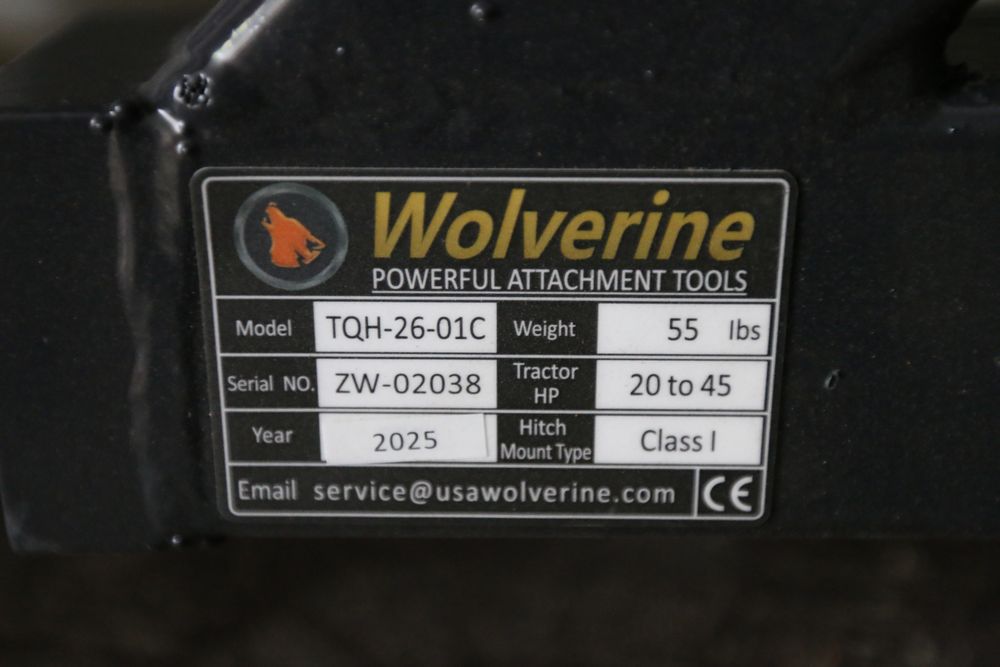 Wolverine
POWERFUL ATTACHMENT TOOLS
Model TQH-26-01C Weight 55 lbs
Serial NO. ZW-02038 Tractor HP 20 to 45
Year 2025 Hitch Mount Type Class I
Email service@usawolverine.com CE